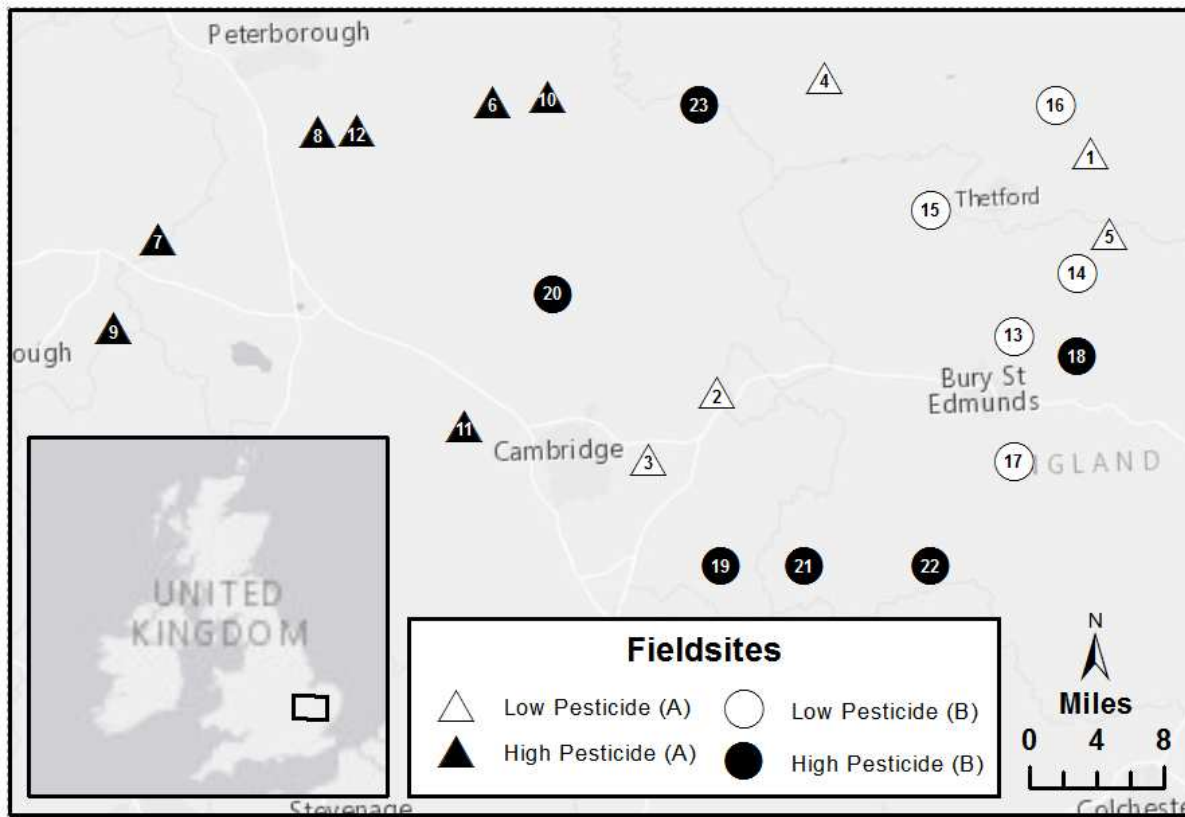 Peterborough
4
6
10
23
16
8
12
1
15
Thetford
5
7
14
20
9
13
18
ough
Bury St
Edmunds
2
11
Cambridge
3
17
NGLAND
19
21
22
UNITED
KINGDOM
Fieldsites
Low Pesticide (A)
Low Pesticide (B)
High Pesticide (A)
High Pesticide (B)
N
Miles
0 4 8
Stevenage
Colcheste